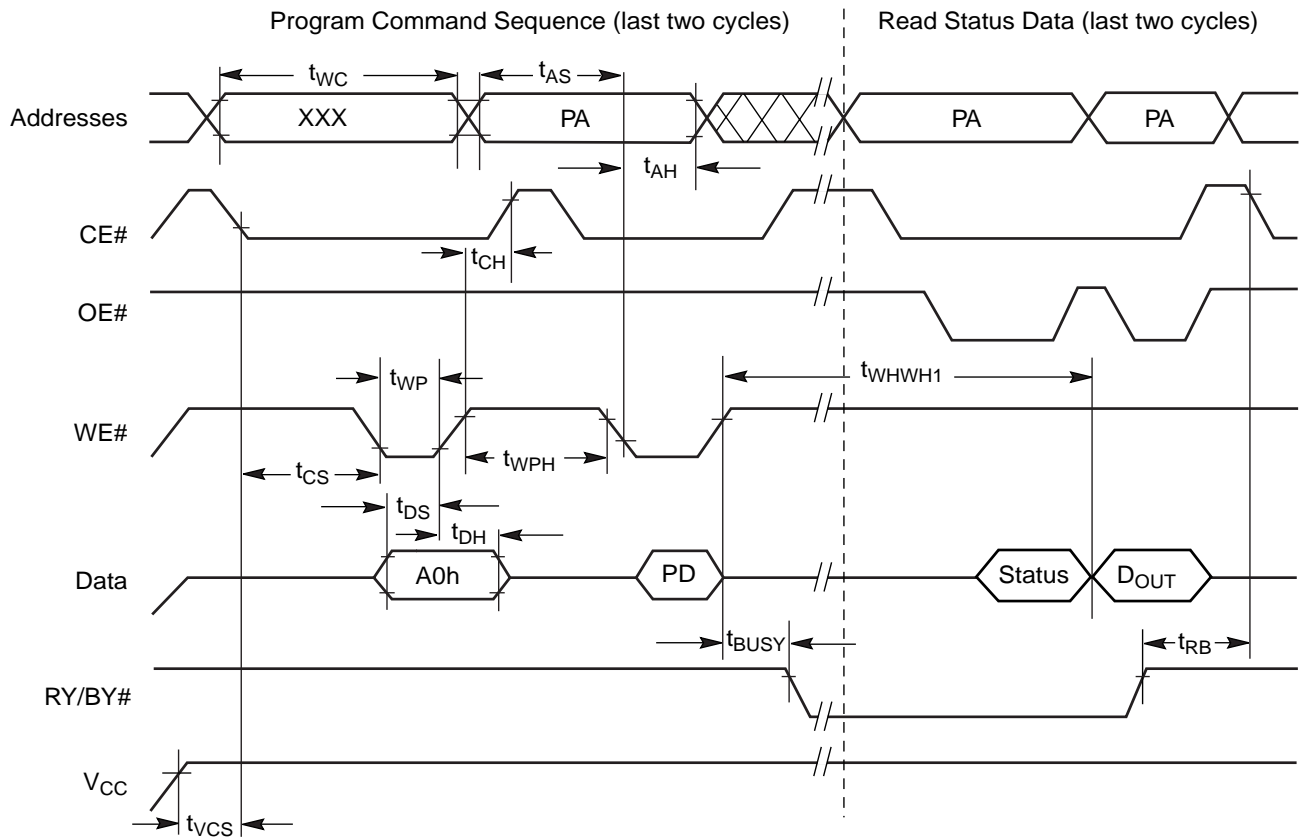 Program Command Sequence (last two cycles)
Read Status Data (last two cycles)
tWC
tAS
Addresses
XXX
PA
PA
PA
tAH
CE#
tCH
OE#
tWP
tWHWH1
WE#
tCS
tWPH
tDS
tDH
Data
A0h
PD
Status
DOUT
tBUSY
tRB
RY/BY#
VCC
tVCS